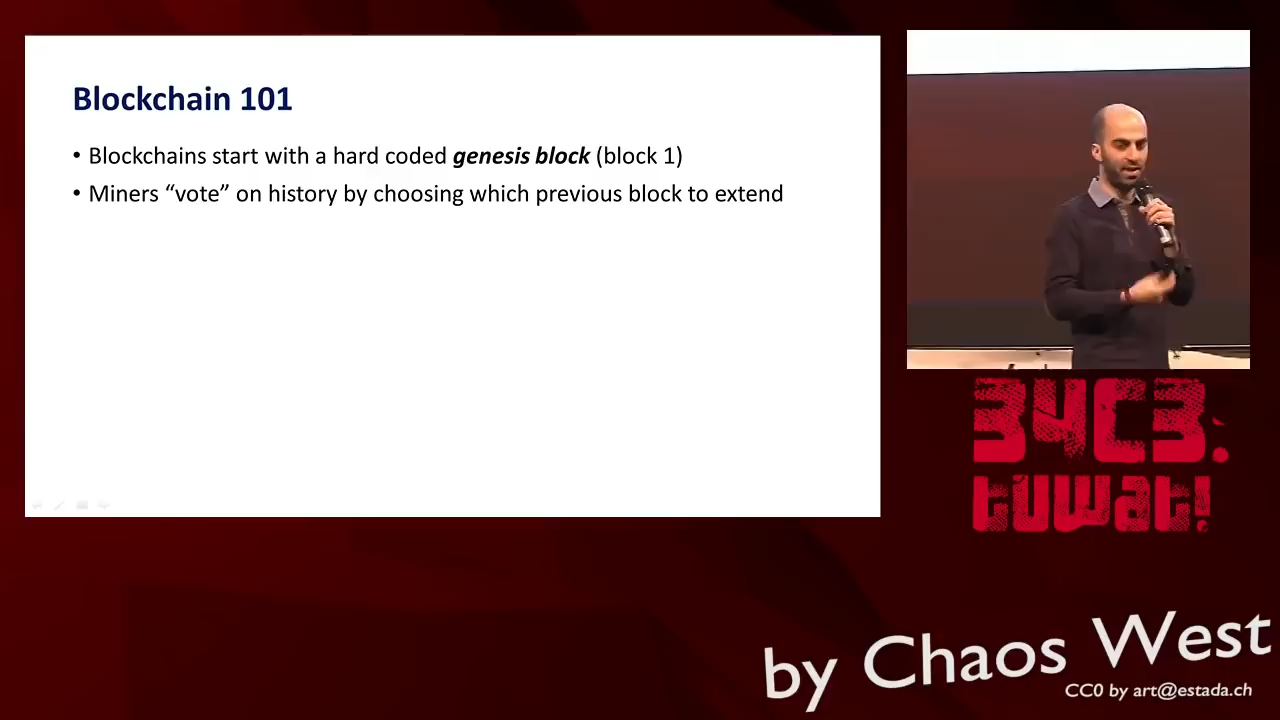 Blockchain 101
• Blockchains start with a hard coded genesis block (block 1)
• Miners “vote” on history by choosing which previous block to extend
34C3.
tuwat!
by Chaos West
CC0 by art@estada.ch